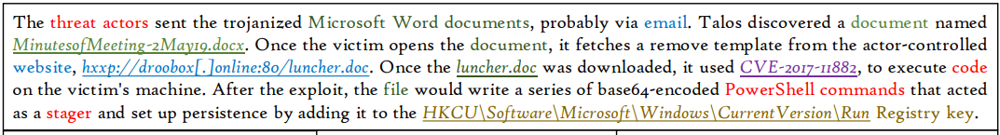 The threat actors sent the trojanized Microsoft Word documents, probably via email. Talos discovered a document named
MinutesofMeeting-2May19.docx. Once the victim opens the document, it fetches a remove template from the actor-controlled
website, hxxp://droobox[.]online:80/luncher.doc. Once the luncher.doc was downloaded, it used CVE-2017-11882, to execute code
on the victim's machine. After the exploit, the file would write a series of base64-encoded PowerShell commands that acted
as a stager and set up persistence by adding it to the HKCU\Software\Microsoft\Windows\CurrentVersion\Run Registry key.